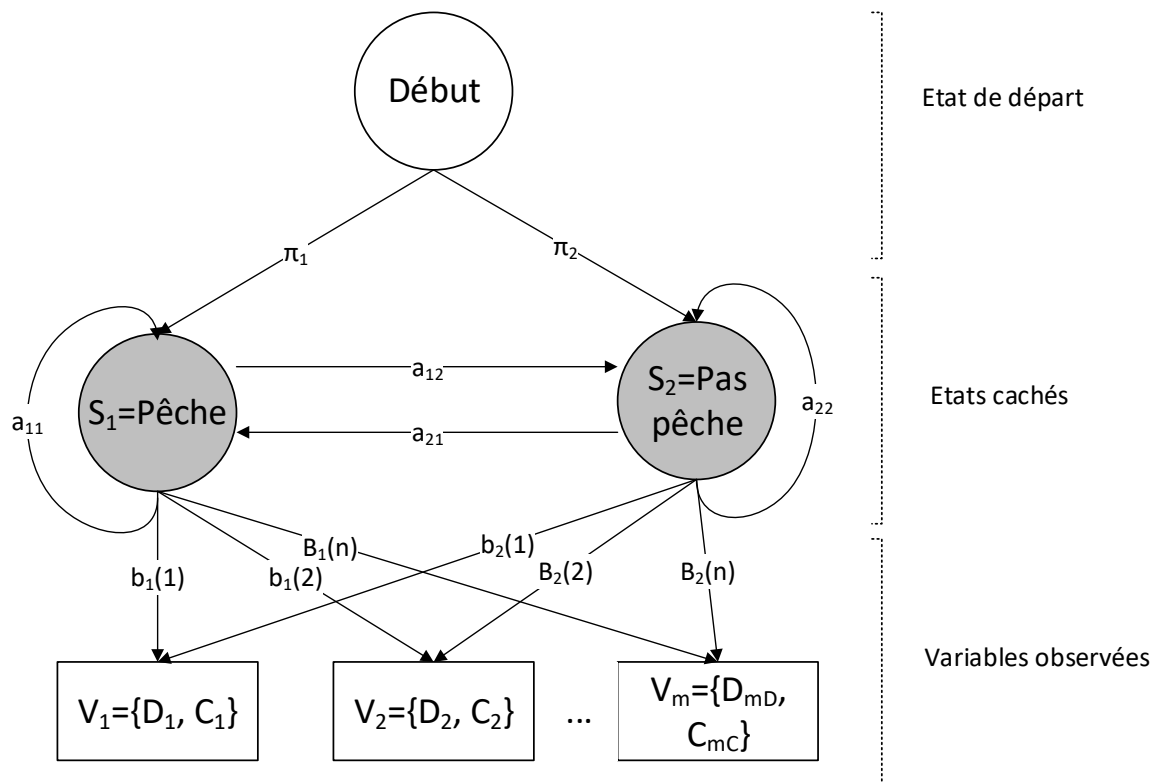 Début
Etat de départ
π₁
π₂
S₁=Pêche
a₁₂
S₂=Pas
pêche
a₁₁
a₂₁
a₂₂
Etats cachés
b₁(1)
b₁(2)
B₁(n)
b₂(1)
B₂(2)
B₂(n)
V₁={D₁, C₁}
V₂={D₂, C₂}
...
Vₘ={DₘD,
CₘC}
Variables observées